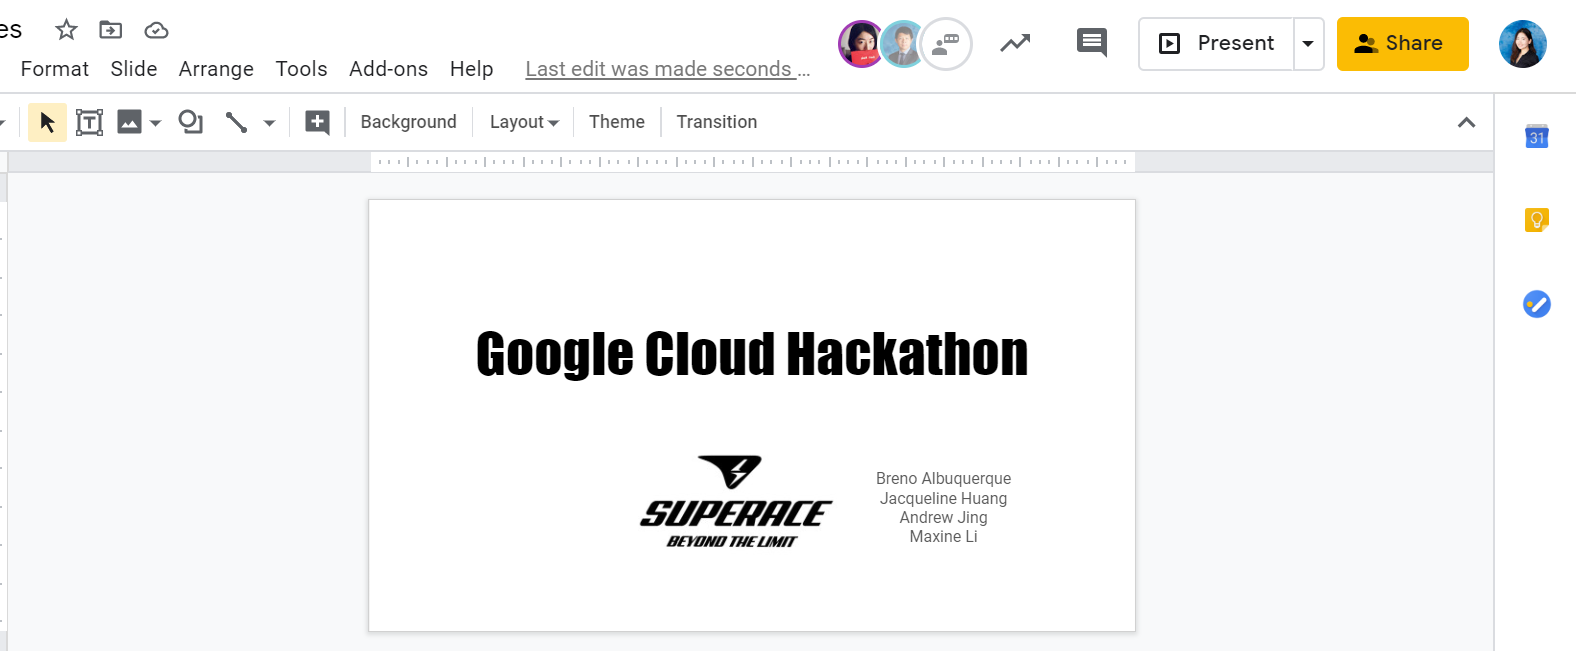 es
Format Slide Arrange Tools Add-ons Help Last edit was made seconds ...
Present
Share
Background Layout Theme Transition
31
Google Cloud Hackathon
SUPERACE
BEYOND THE LIMIT
Breno Albuquerque
Jacqueline Huang
Andrew Jing
Maxine Li